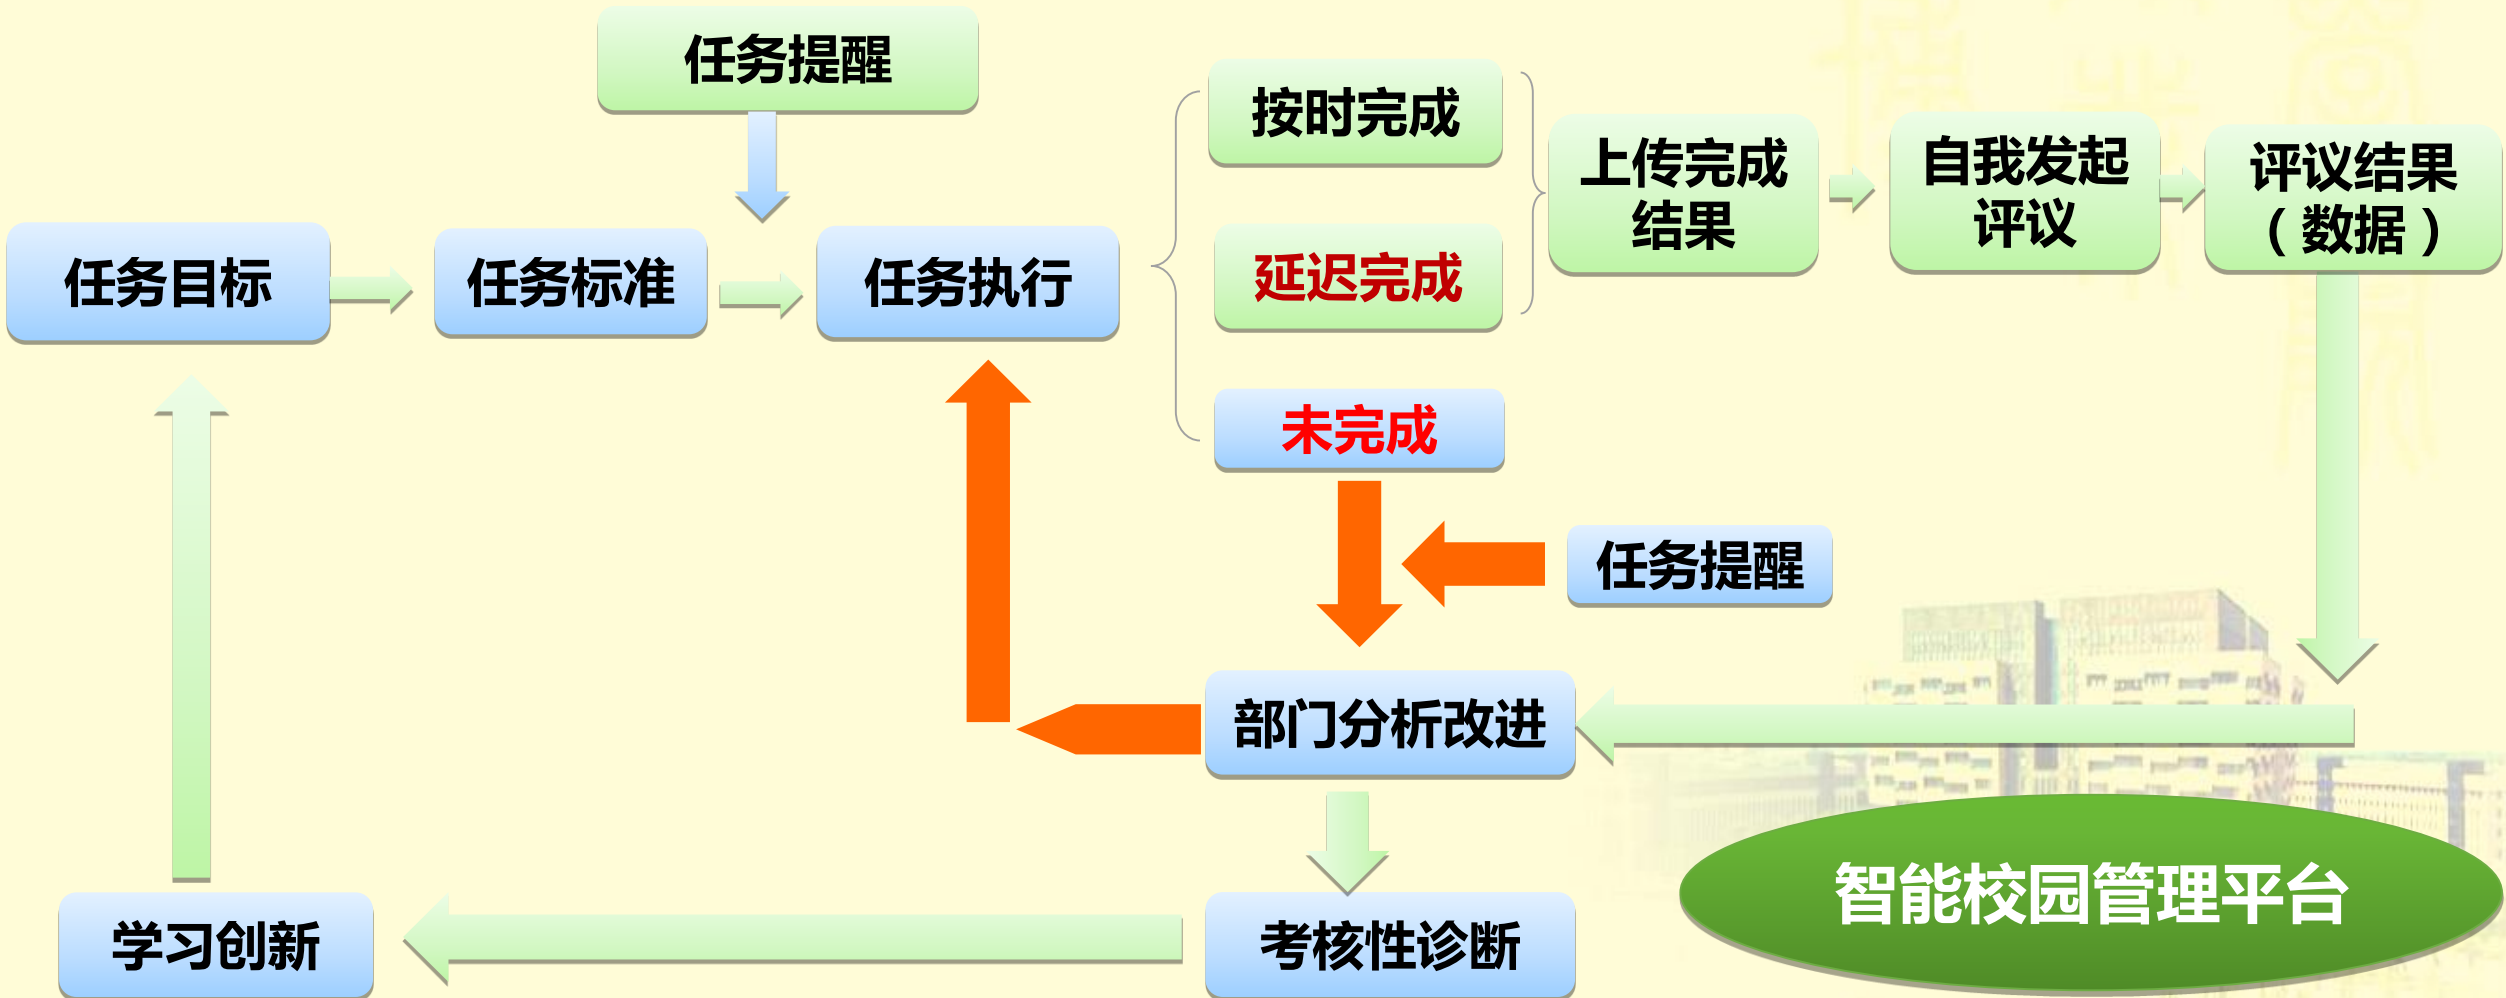 任务提醒
按时完成
上传完成
结果
自动发起
评议
评议结果
（数据）
任务目标
任务标准
任务执行
超时完成
未完成
任务提醒
部门分析改进
智能校园管理平台
学习创新
考核性诊断